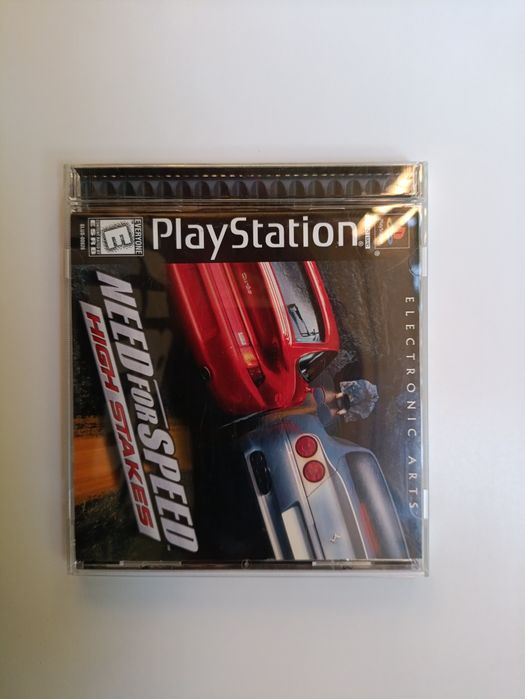 PlayStation
EVERYONE
E
ESRB
ELECTRONIC ARTS
NEED FOR SPEED
HIGH STAKES